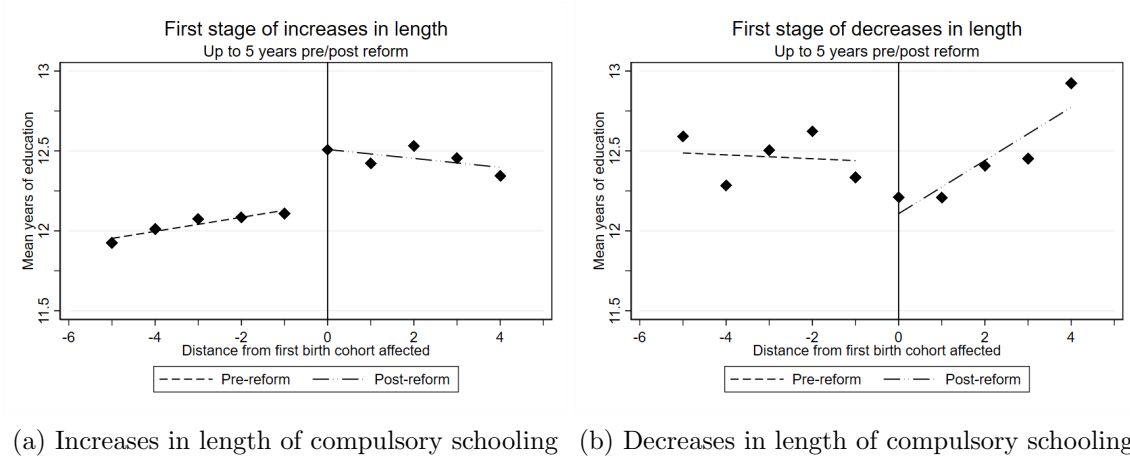 First stage of increases in length
Up to 5 years pre/post reform
Mean years of education
13
12.5
12
11.5
-6 -4 -2 0 2 4
Distance from first birth cohort affected
Pre-reform Post-reform
(a) Increases in length of compulsory schooling
First stage of decreases in length
Up to 5 years pre/post reform
Mean years of education
13
12.5
12
11.5
-6 -4 -2 0 2 4
Distance from first birth cohort affected
Pre-reform Post-reform
(b) Decreases in length of compulsory schooling